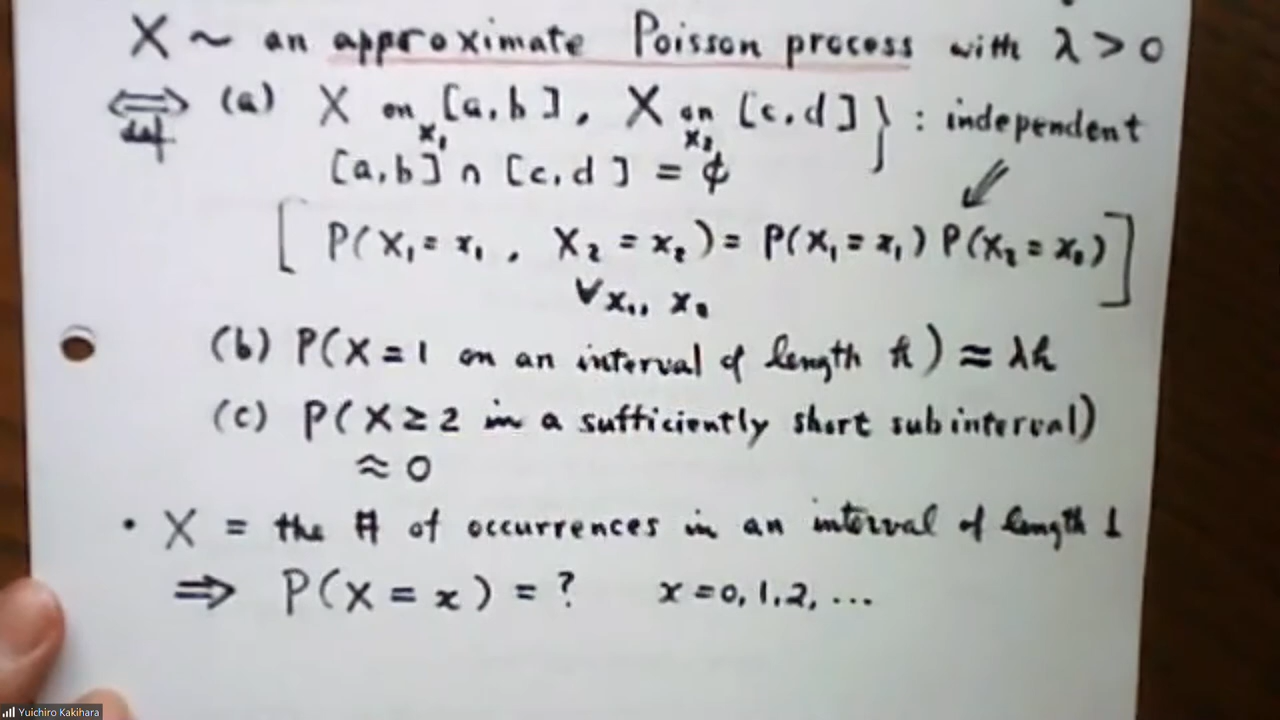 X ~ an approximate Poisson process with λ > 0
⟺ def (a) X on [a,b], X on [c,d] } : independent
x₁ x₂
[a,b] ∩ [c,d] = ϕ
[ P(X₁ = x₁, X₂ = x₂) = P(X₁ = x₁) P(X₂ = x₂) ]
∀x₁, x₂
(b) P(X = 1 on an interval of length h) ≈ λh
(c) P(X ≥ 2 in a sufficiently short subinterval)
≈ 0
• X = the # of occurrences in an interval of length 1
⇒ P(X = x) = ? x = 0, 1, 2, ...
Yuichiro Kakihara